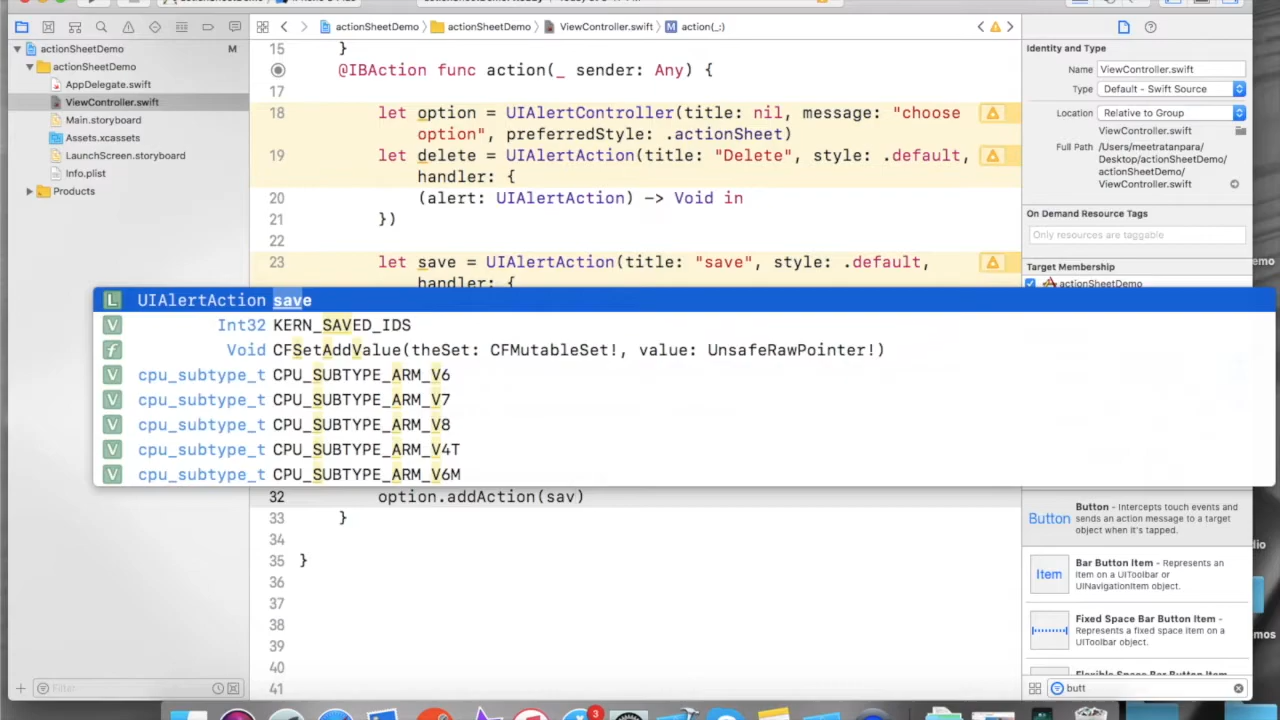 actionSheetDemo
ViewController.swift
action(_:)
actionSheetDemo
actionSheetDemo
M
actionSheetDemo
AppDelegate.swift
ViewController.swift
Main.storyboard
Assets.xcassets
LaunchScreen.storyboard
Info.plist
Products
Filter
15 }
@IBAction func action(_ sender: Any) {
17
18 let option = UIAlertController(title: nil, message: "choose
option", preferredStyle: .actionSheet)
19 let delete = UIAlertAction(title: "Delete", style: .default,
handler: {
20 (alert: UIAlertAction) -> Void in
21 })
22
23 let save = UIAlertAction(title: "save", style: .default,
handler: {
L UIAlertAction save
V Int32 KERN_SAVED_IDS
f Void CFSetAddValue(theSet: CFMutableSet!, value: UnsafeRawPointer!)
V cpu_subtype_t CPU_SUBTYPE_ARM_V6
V cpu_subtype_t CPU_SUBTYPE_ARM_V7
V cpu_subtype_t CPU_SUBTYPE_ARM_V8
V cpu_subtype_t CPU_SUBTYPE_ARM_V4T
V cpu_subtype_t CPU_SUBTYPE_ARM_V6M
32 option.addAction(sav)
33 }
34
35 }
36
37
38
39
40
41
Identity and Type
Name ViewController.swift
Type Default - Swift Source
Location Relative to Group
ViewController.swift
Full Path /Users/meetratanpara/
Desktop/actionSheetDemo/
actionSheetDemo/
ViewController.swift
On Demand Resource Tags
Only resources are taggable
Target Membership
actionSheetDemo
Button Button - Intercepts touch events and
sends an action message to a target
object when it's tapped.
Item Bar Button Item - Represents an
item on a UIToolbar or
UINavigationItem object.
Fixed Space Bar Button Item -
Represents a fixed space item on a
UIToolbar object.
Flexible Space Bar Button Item
butt
3